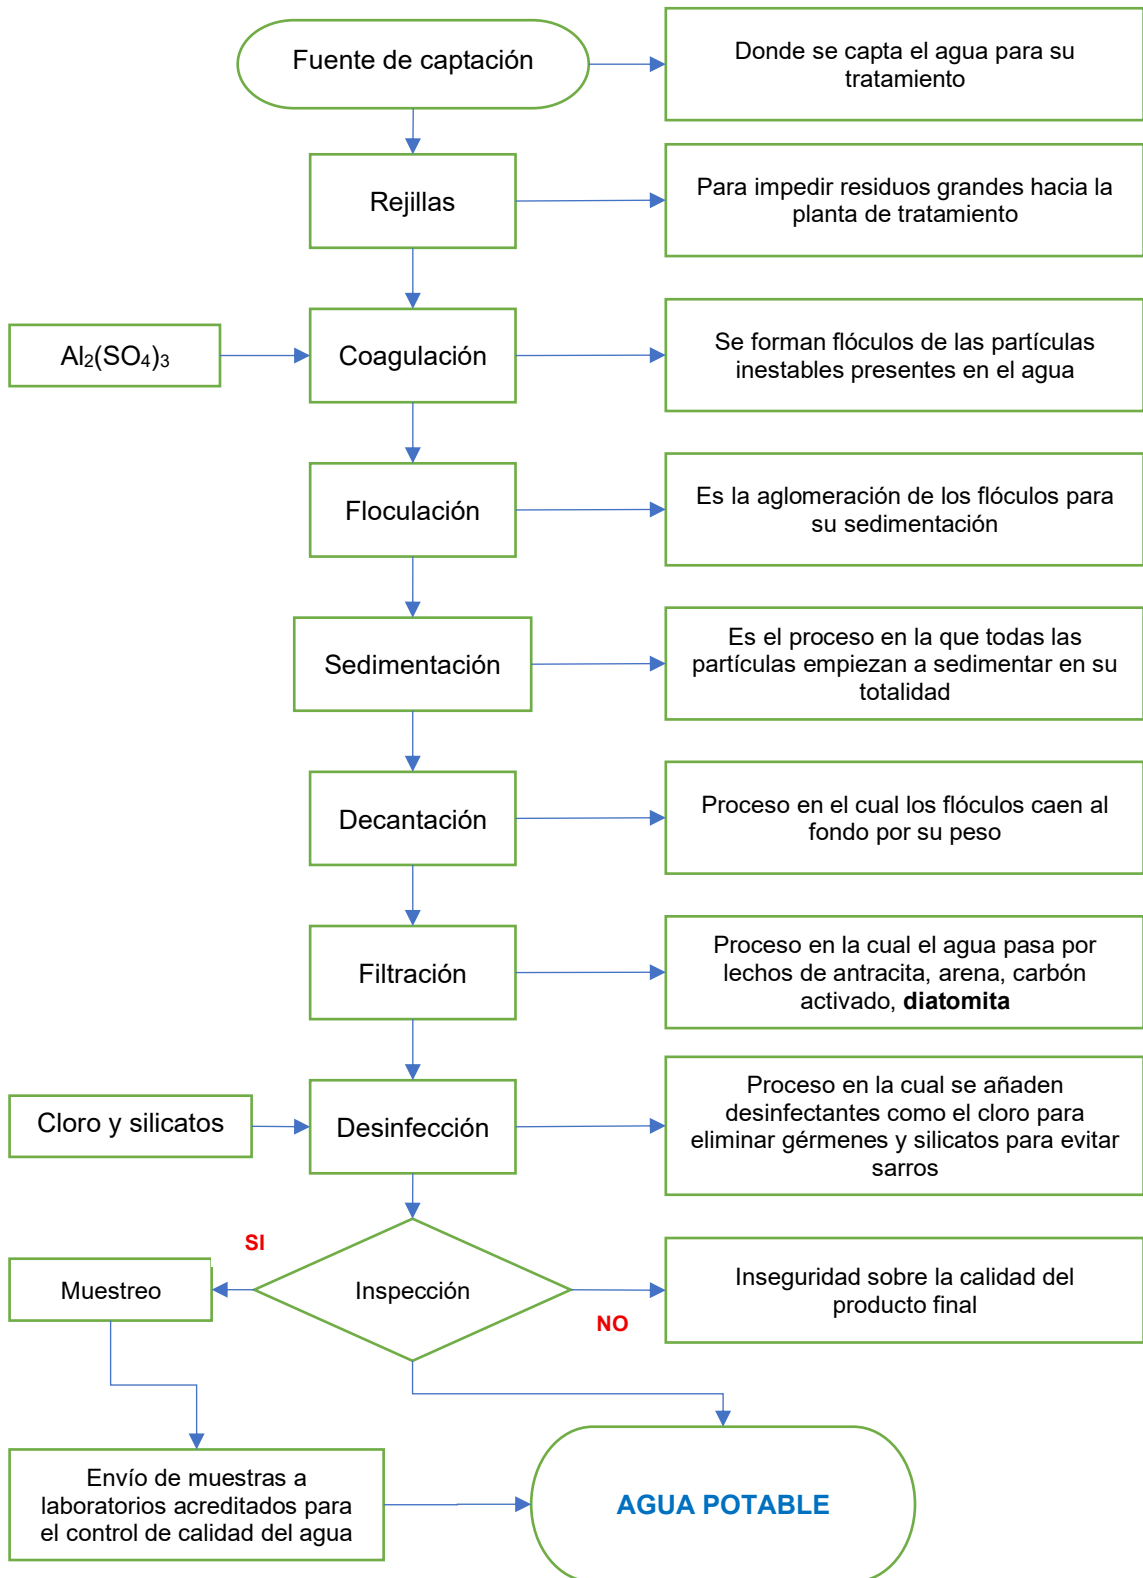 Fuente de captación
Donde se capta el agua para su
tratamiento
Rejillas
Para impedir residuos grandes hacia la
planta de tratamiento
Al₂(SO₄)₃
Coagulación
Se forman flóculos de las partículas
inestables presentes en el agua
Floculación
Es la aglomeración de los flóculos para
su sedimentación
Sedimentación
Es el proceso en la que todas las
partículas empiezan a sedimentar en su
totalidad
Decantación
Proceso en el cual los flóculos caen al
fondo por su peso
Filtración
Proceso en la cual el agua pasa por
lechos de antracita, arena, carbón
activado, diatomita
Cloro y silicatos
Desinfección
Proceso en la cual se añaden
desinfectantes como el cloro para
eliminar gérmenes y silicatos para evitar
sarros
SI
Muestreo
Inspección
NO
Inseguridad sobre la calidad del
producto final
Envío de muestras a
laboratorios acreditados para
el control de calidad del agua
AGUA POTABLE